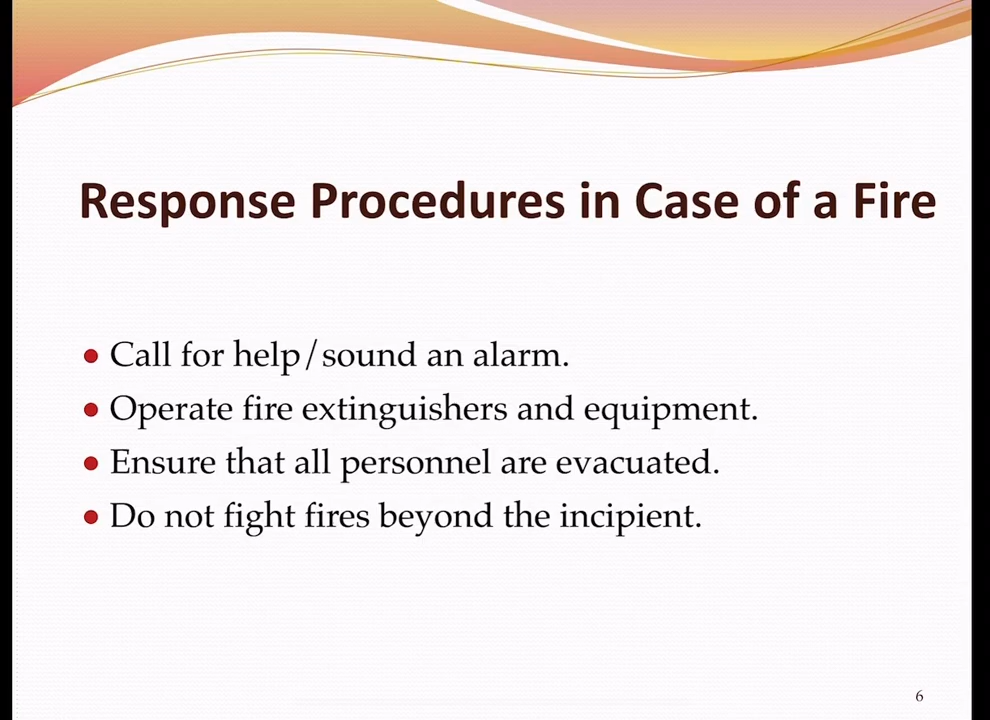 Response Procedures in Case of a Fire
● Call for help/sound an alarm.
● Operate fire extinguishers and equipment.
● Ensure that all personnel are evacuated.
● Do not fight fires beyond the incipient.
6